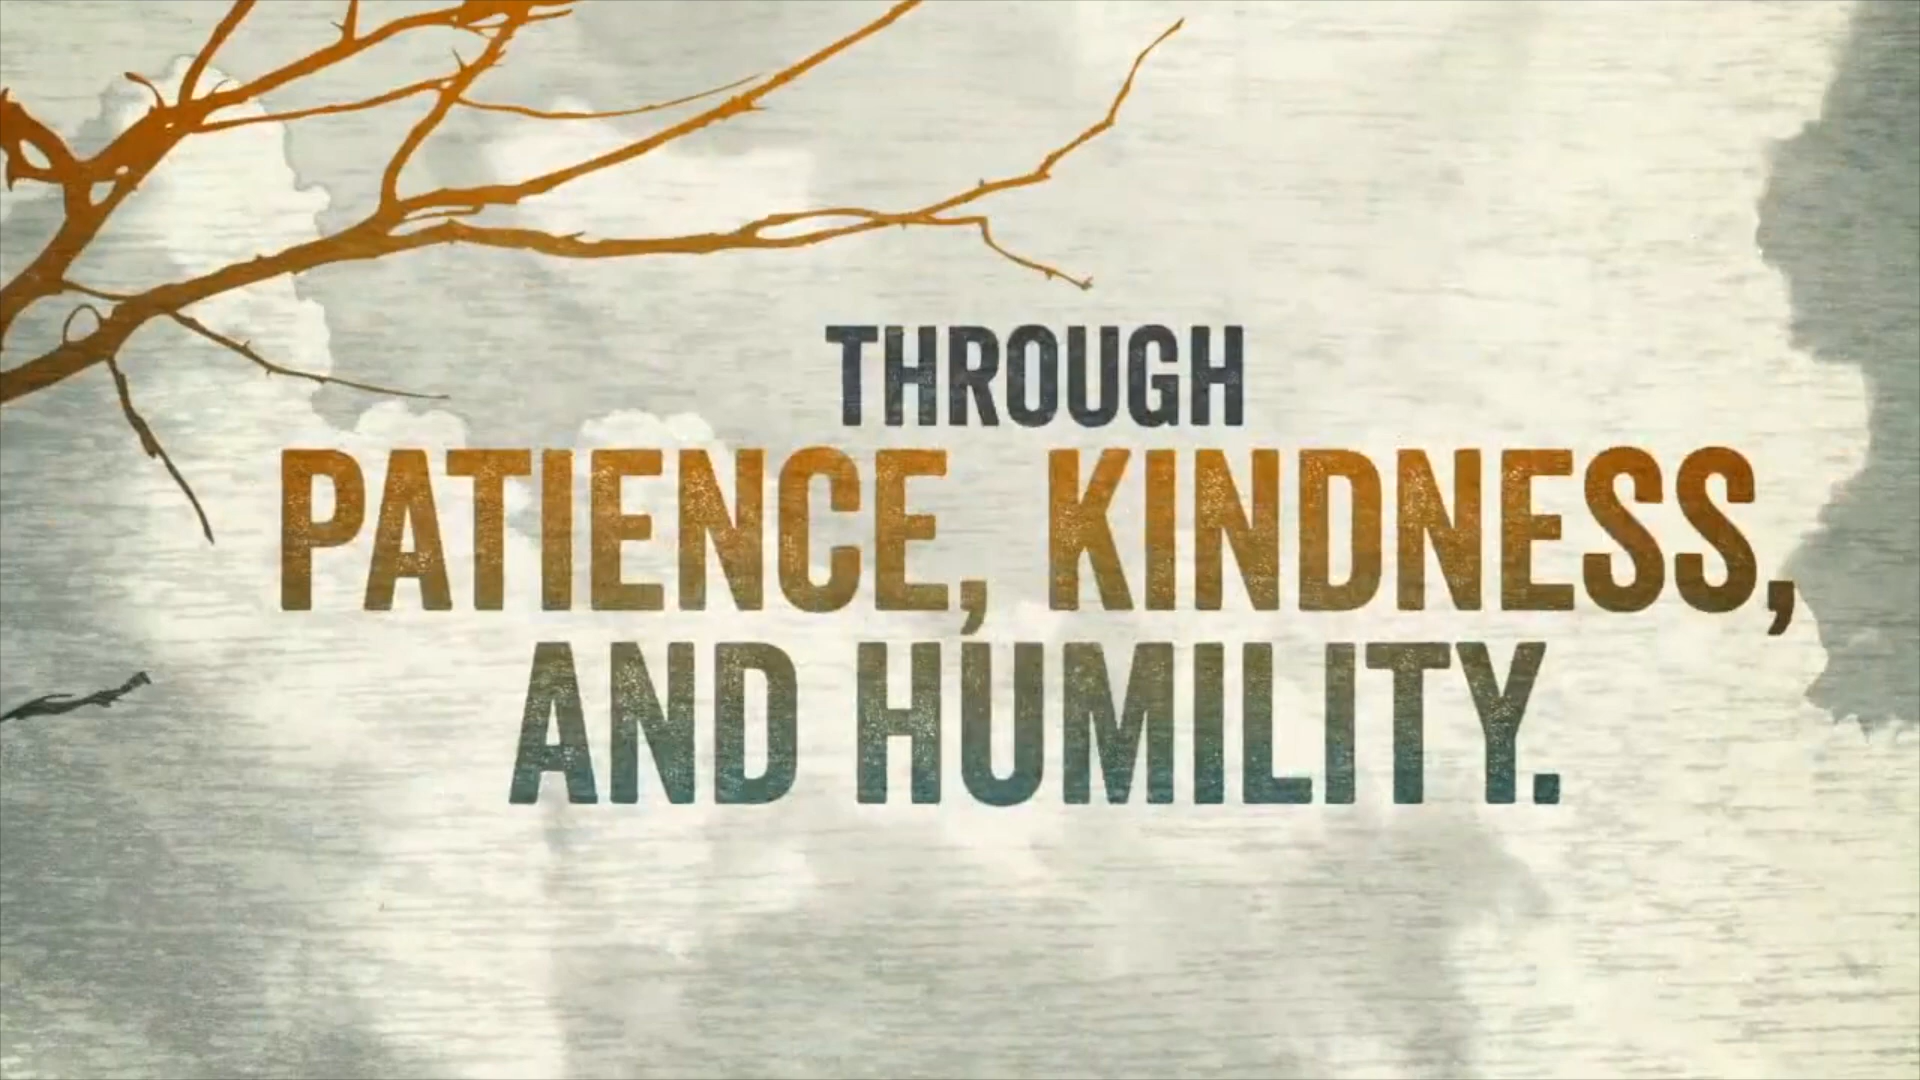 THROUGH
PATIENCE, KINDNESS,
AND HUMILITY.